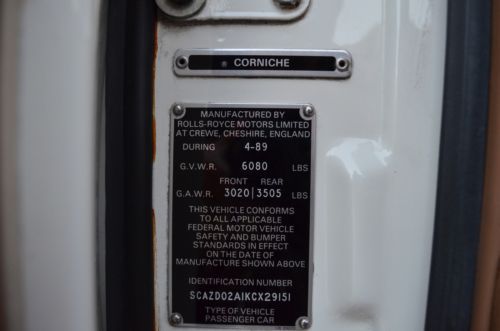 CORNICHE
MANUFACTURED BY
ROLLS-ROYCE MOTORS LIMITED
AT CREWE, CHESHIRE, ENGLAND
DURING 4-89
G.V.W.R. 6080 LBS
FRONT REAR
G.A.W.R. 3020 | 3505 LBS
THIS VEHICLE CONFORMS
TO ALL APPLICABLE
FEDERAL MOTOR VEHICLE
SAFETY AND BUMPER
STANDARDS IN EFFECT
ON THE DATE OF
MANUFACTURE SHOWN ABOVE
IDENTIFICATION NUMBER
SCAZD02A1KCX29151
TYPE OF VEHICLE
PASSENGER CAR